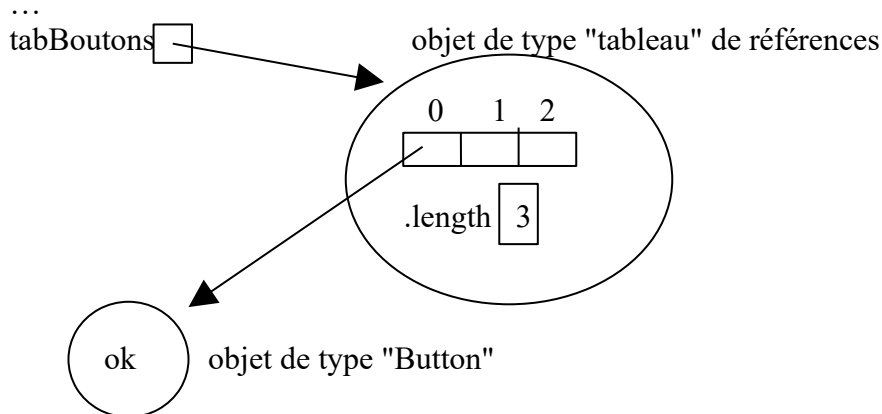 …
tabBoutons objet de type "tableau" de références
0 1 2
.length 3
ok objet de type "Button"